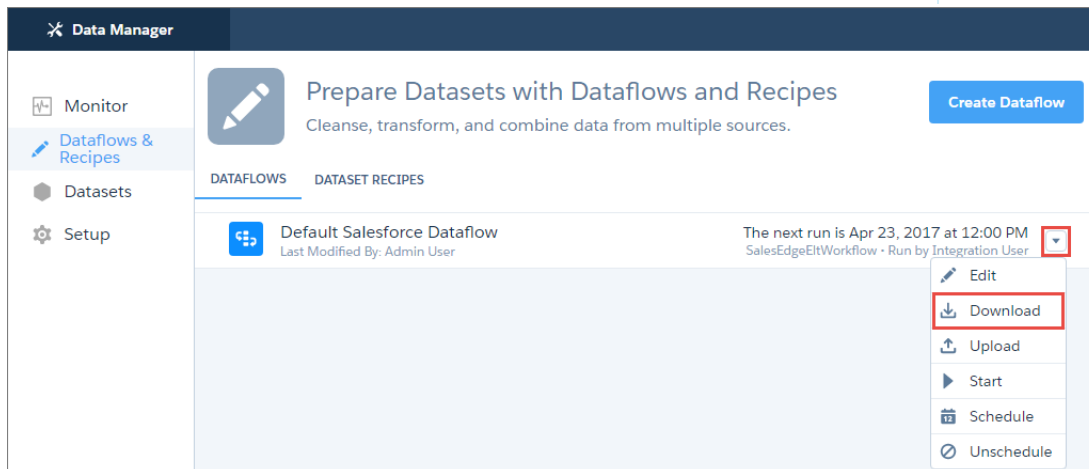 Data Manager
Monitor
Dataflows &
Recipes
Datasets
Setup
Prepare Datasets with Dataflows and Recipes
Cleanse, transform, and combine data from multiple sources.
Create Dataflow
DATAFLOWS DATASET RECIPES
Default Salesforce Dataflow
Last Modified By: Admin User
The next run is Apr 23, 2017 at 12:00 PM
SalesEdgeEltWorkflow • Run by Integration User
Edit
Download
Upload
Start
12 Schedule
Unschedule